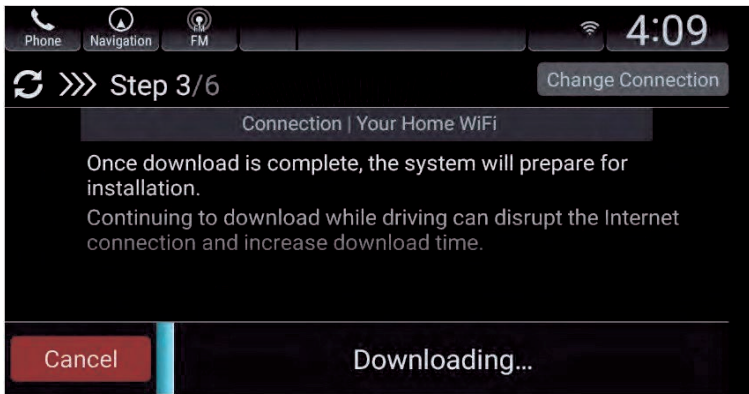 Phone
Navigation
FM
FM
4:09
Step 3/6
Change Connection
Connection | Your Home WiFi
Once download is complete, the system will prepare for
installation.
Continuing to download while driving can disrupt the Internet
connection and increase download time.
Cancel
Downloading...